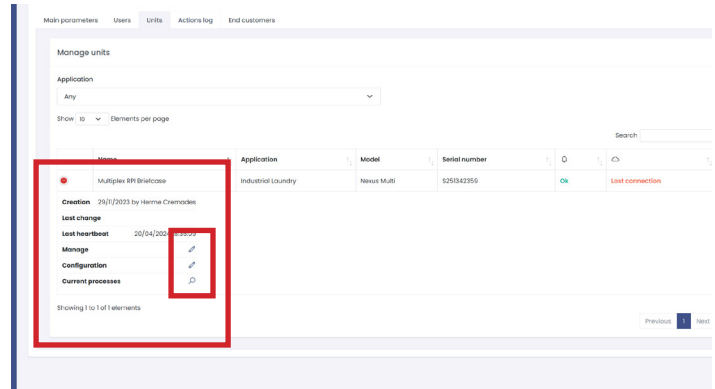 Main parameters Users Units Actions log End customers
Manage units
Application
Any
Show 10 Elements per page
Search
Name Application Model Serial number
Multiplex RPI Briefcase Industrial Laundry Nexus Multi S251342359 Ok Lost connection
Creation 29/11/2023 by Herme Cremades
Last change
Last heartbeat
Manage
Configuration
Current processes
Showing 1 to 1 of 1 elements
Previous 1 Next